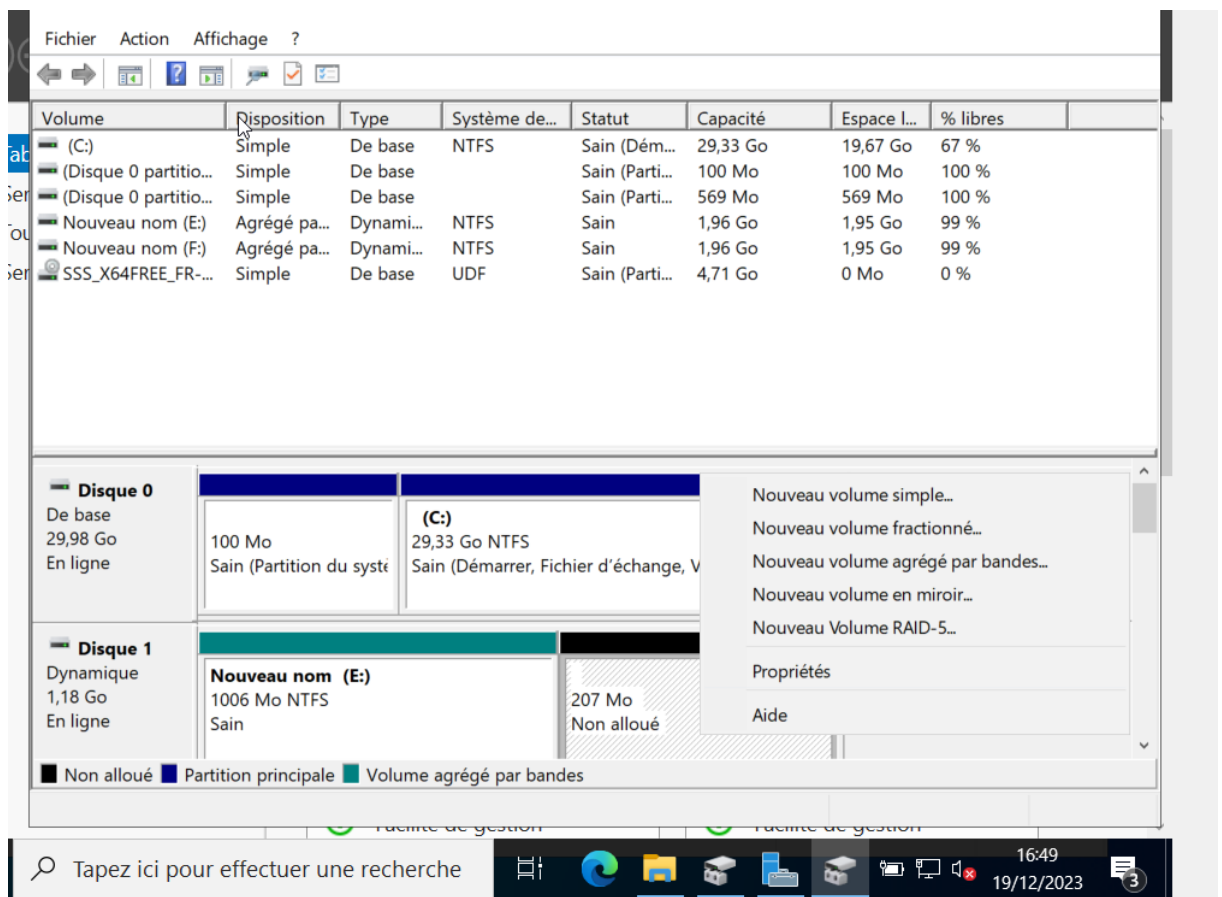 Fichier Action Affichage ?
Volume Disposition Type Système de... Statut Capacité Espace l... % libres
(C:) Simple De base NTFS Sain (Dém... 29,33 Go 19,67 Go 67 %
(Disque 0 partitio... Simple De base Sain (Parti... 100 Mo 100 Mo 100 %
(Disque 0 partitio... Simple De base Sain (Parti... 569 Mo 569 Mo 100 %
Nouveau nom (E:) Agrégé pa... Dynami... NTFS Sain 1,96 Go 1,95 Go 99 %
Nouveau nom (F:) Agrégé pa... Dynami... NTFS Sain 1,96 Go 1,95 Go 99 %
SSS_X64FREE_FR-... Simple De base UDF Sain (Parti... 4,71 Go 0 Mo 0 %
Disque 0
De base
29,98 Go
En ligne
100 Mo
Sain (Partition du systè
(C:)
29,33 Go NTFS
Sain (Démarrer, Fichier d'échange, V
Nouveau volume simple...
Nouveau volume fractionné...
Nouveau volume agrégé par bandes...
Nouveau volume en miroir...
Nouveau Volume RAID-5...
Propriétés
Aide
Disque 1
Dynamique
1,18 Go
En ligne
Nouveau nom (E:)
1006 Mo NTFS
Sain
207 Mo
Non alloué
Non alloué Partition principale Volume agrégé par bandes
Facilité de gestion Facilité de gestion
Tapez ici pour effectuer une recherche
16:49
19/12/2023
3